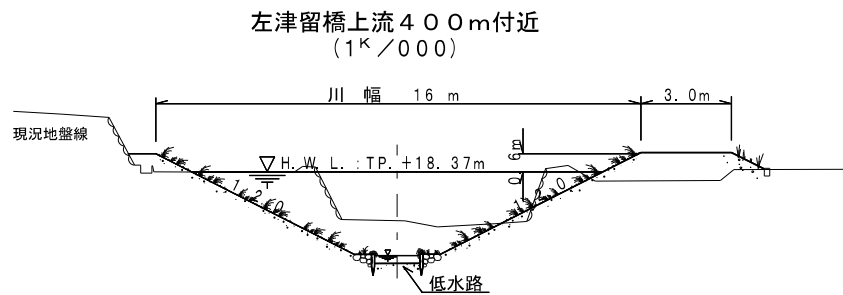 左津留橋上流４００ｍ付近
(1ᴷ/000)
川 幅 16 m
3.0m
現況地盤線
H.W.L.:TP.+18.37m
0.6m
1:2.0
1:2.0
低水路